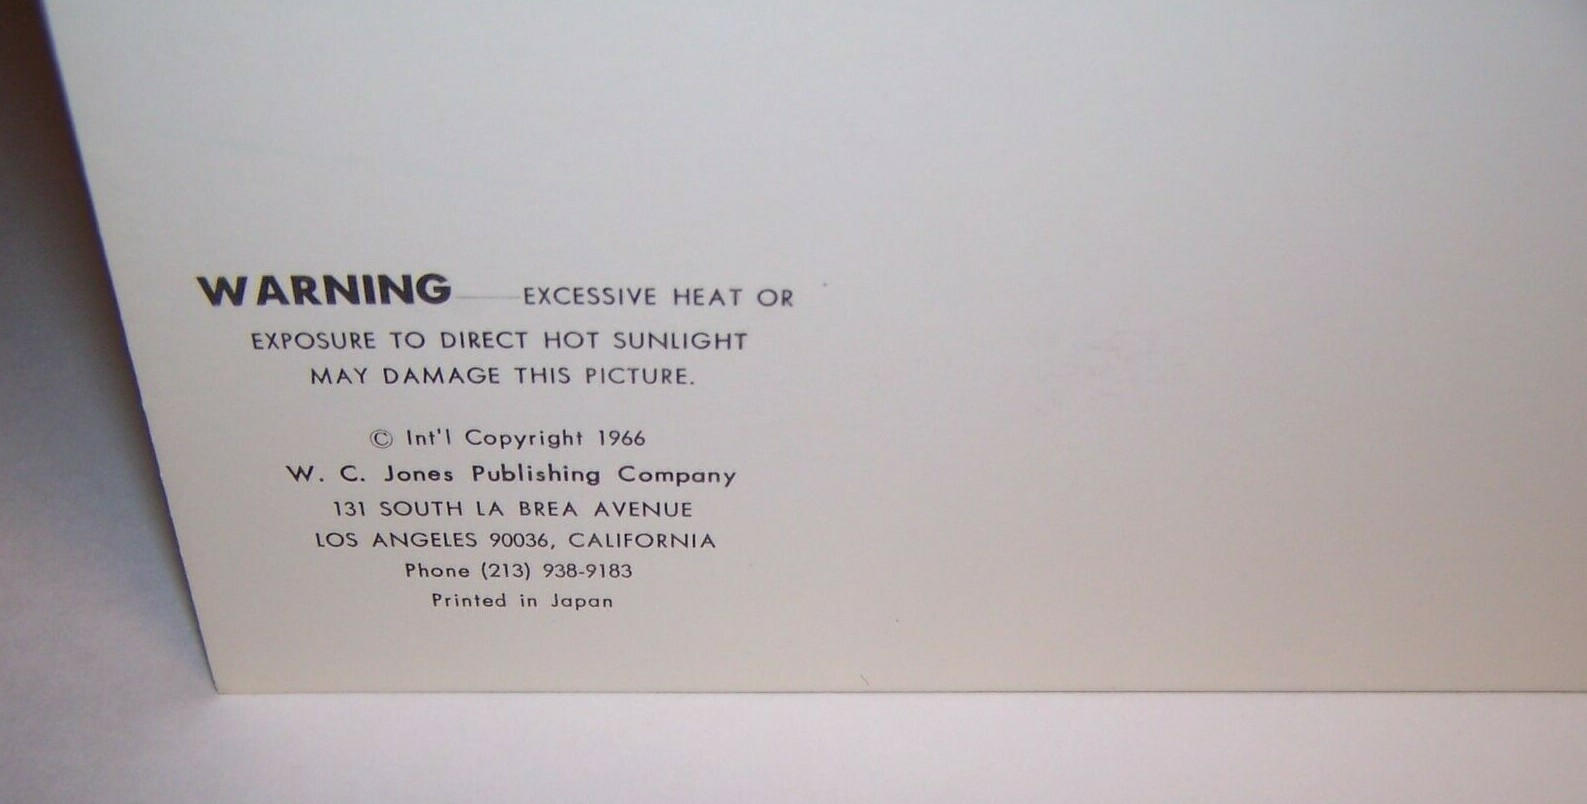 WARNING — EXCESSIVE HEAT OR
EXPOSURE TO DIRECT HOT SUNLIGHT
MAY DAMAGE THIS PICTURE.
© Int'l Copyright 1966
W. C. Jones Publishing Company
131 SOUTH LA BREA AVENUE
LOS ANGELES 90036, CALIFORNIA
Phone (213) 938-9183
Printed in Japan